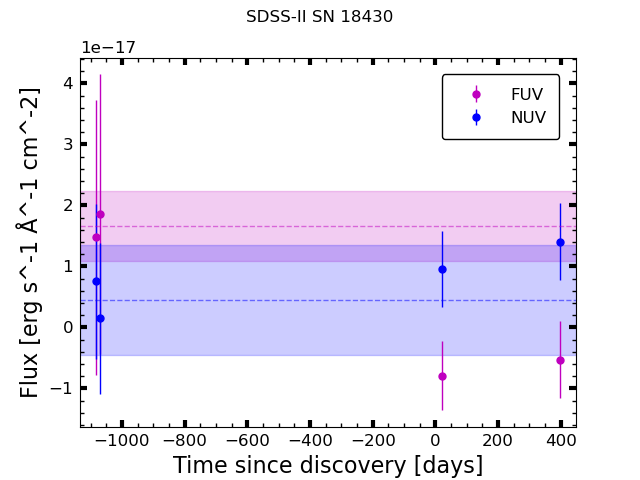 SDSS-II SN 18430
1e−17
FUV
NUV
4
3
2
1
0
−1
Flux [erg s^-1 Å^-1 cm^-2]
−1000 −800 −600 −400 −200 0 200 400
Time since discovery [days]